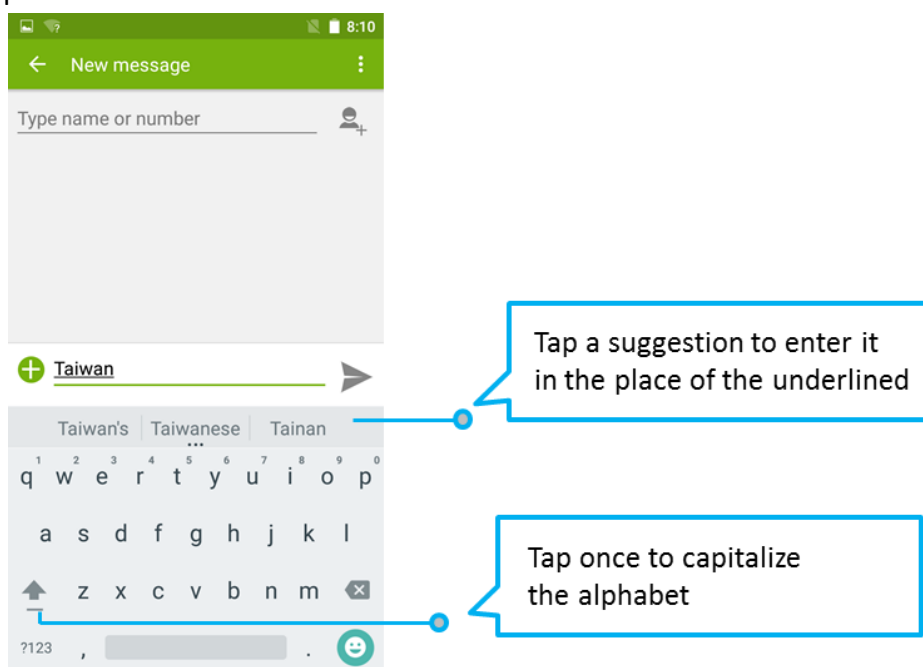 8:10
New message
Type name or number
Taiwan
Tap a suggestion to enter it
in the place of the underlined
Taiwan's Taiwanese Tainan
1 2 3 4 5 6 7 8 9 0
q w e r t y u i o p
a s d f g h j k l
z x c v b n m
Tap once to capitalize
the alphabet
?123 , .